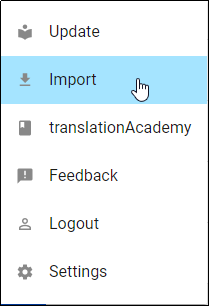 Update
Import
translationAcademy
Feedback
Logout
Settings